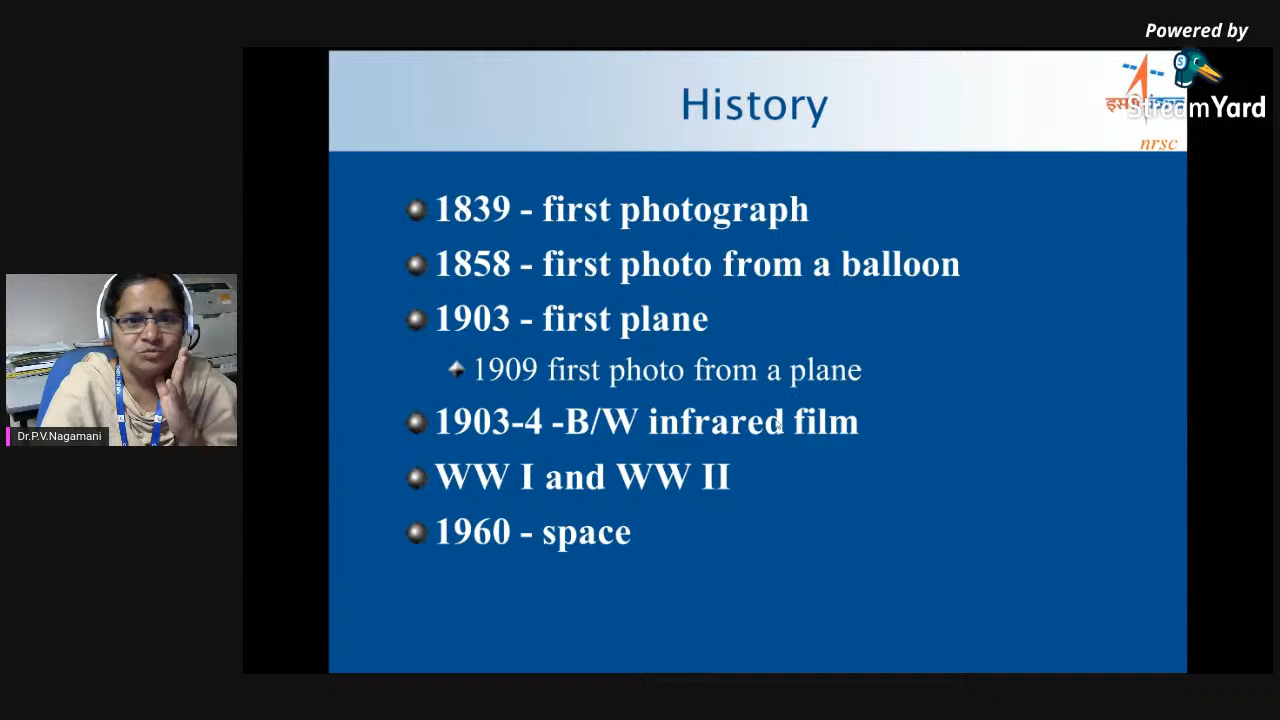 Powered by
StreamYard
History
nrsc
1839 - first photograph
1858 - first photo from a balloon
1903 - first plane
1909 first photo from a plane
1903-4 -B/W infrared film
WW I and WW II
1960 - space
Dr.P.V.Nagamani